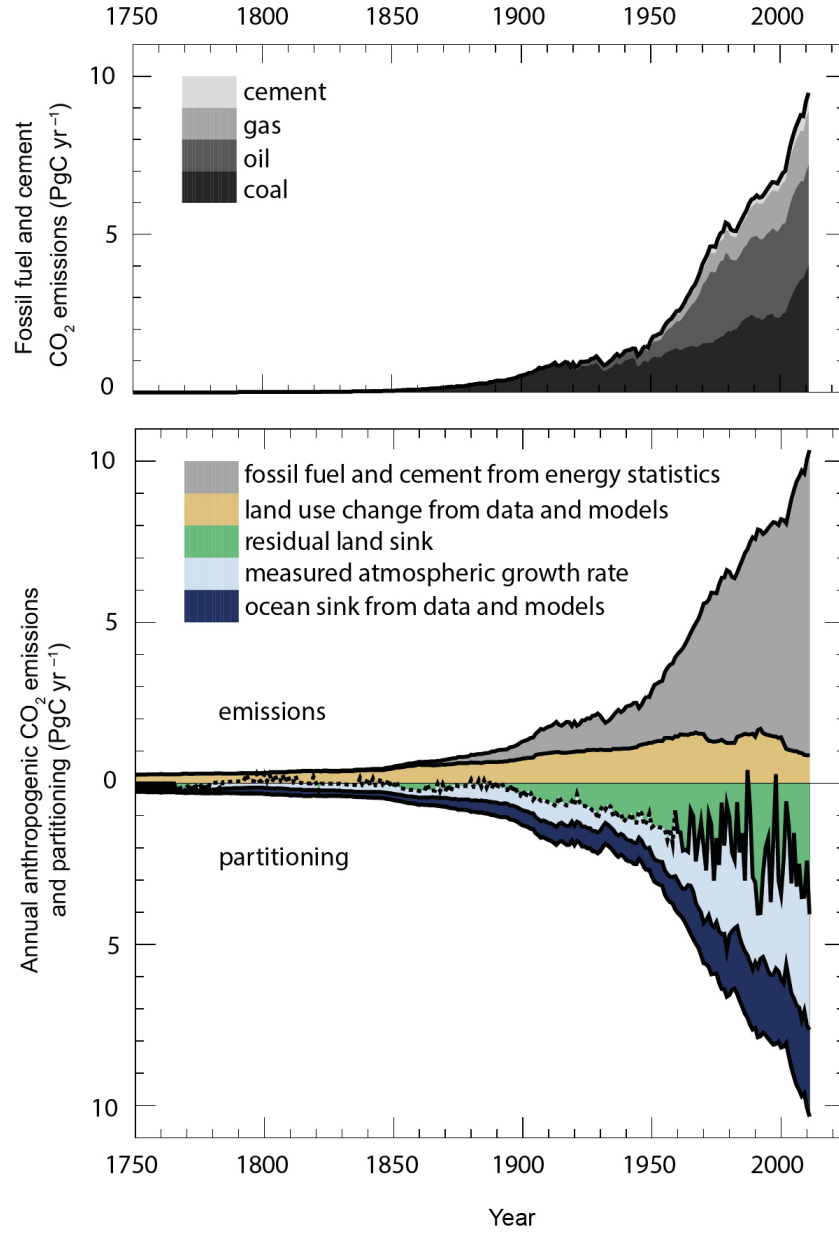 1750 1800 1850 1900 1950 2000
Fossil fuel and cement
CO₂ emissions (PgC yr⁻¹)
10
5
0
cement
gas
oil
coal
Annual anthropogenic CO₂ emissions
and partitioning (PgC yr⁻¹)
10
5
0
5
10
fossil fuel and cement from energy statistics
land use change from data and models
residual land sink
measured atmospheric growth rate
ocean sink from data and models
emissions
partitioning
1750 1800 1850 1900 1950 2000
Year